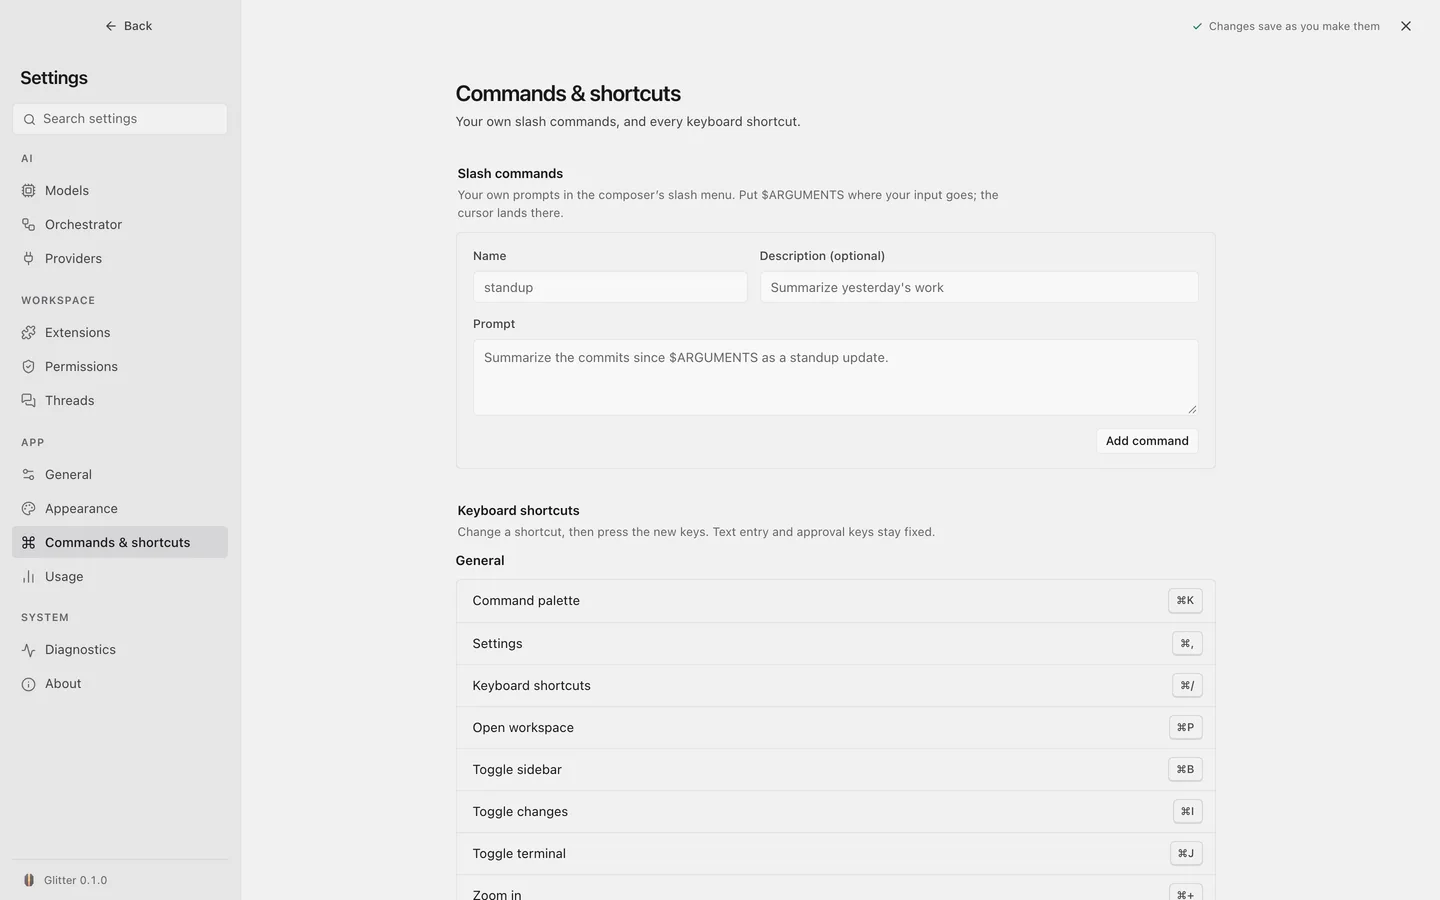 Back
Settings
Search settings
AI
Models
Orchestrator
Providers
WORKSPACE
Extensions
Permissions
Threads
APP
General
Appearance
Commands & shortcuts
Usage
SYSTEM
Diagnostics
About
Glitter 0.1.0
Changes save as you make them
Commands & shortcuts
Your own slash commands, and every keyboard shortcut.
Slash commands
Your own prompts in the composer's slash menu. Put $ARGUMENTS where your input goes; the
cursor lands there.
Name
Description (optional)
standup
Summarize yesterday's work
Prompt
Summarize the commits since $ARGUMENTS as a standup update.
Add command
Keyboard shortcuts
Change a shortcut, then press the new keys. Text entry and approval keys stay fixed.
General
Command palette ⌘K
Settings ⌘,
Keyboard shortcuts ⌘/
Open workspace ⌘P
Toggle sidebar ⌘B
Toggle changes ⌘I
Toggle terminal ⌘J
Zoom in ⌘+